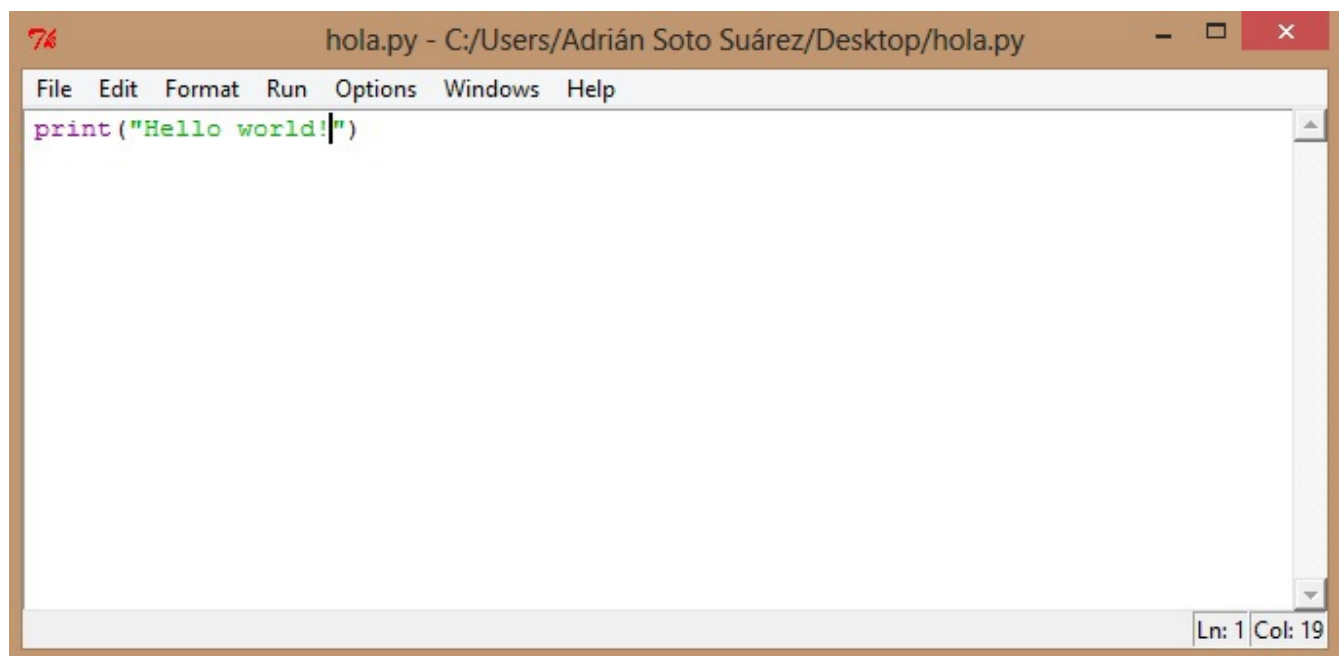 hola.py - C:/Users/Adrián Soto Suárez/Desktop/hola.py
File Edit Format Run Options Windows Help
print("Hello world!")
Ln: 1 Col: 19